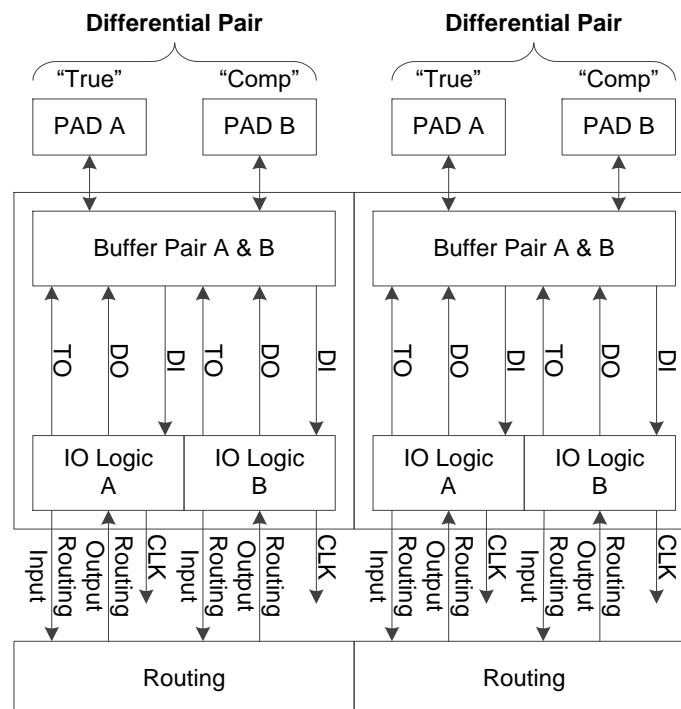 Differential Pair Differential Pair
“True” “Comp” “True” “Comp”
PAD A PAD B PAD A PAD B
Buffer Pair A & B Buffer Pair A & B
TO DO DI TO DO DI TO DO DI TO DO DI
IO Logic IO Logic IO Logic IO Logic
A B A B
Routing Routing CLK Routing Routing CLK Routing Routing CLK Routing Routing CLK
Input Output Input Output Input Output Input Output
Routing Routing